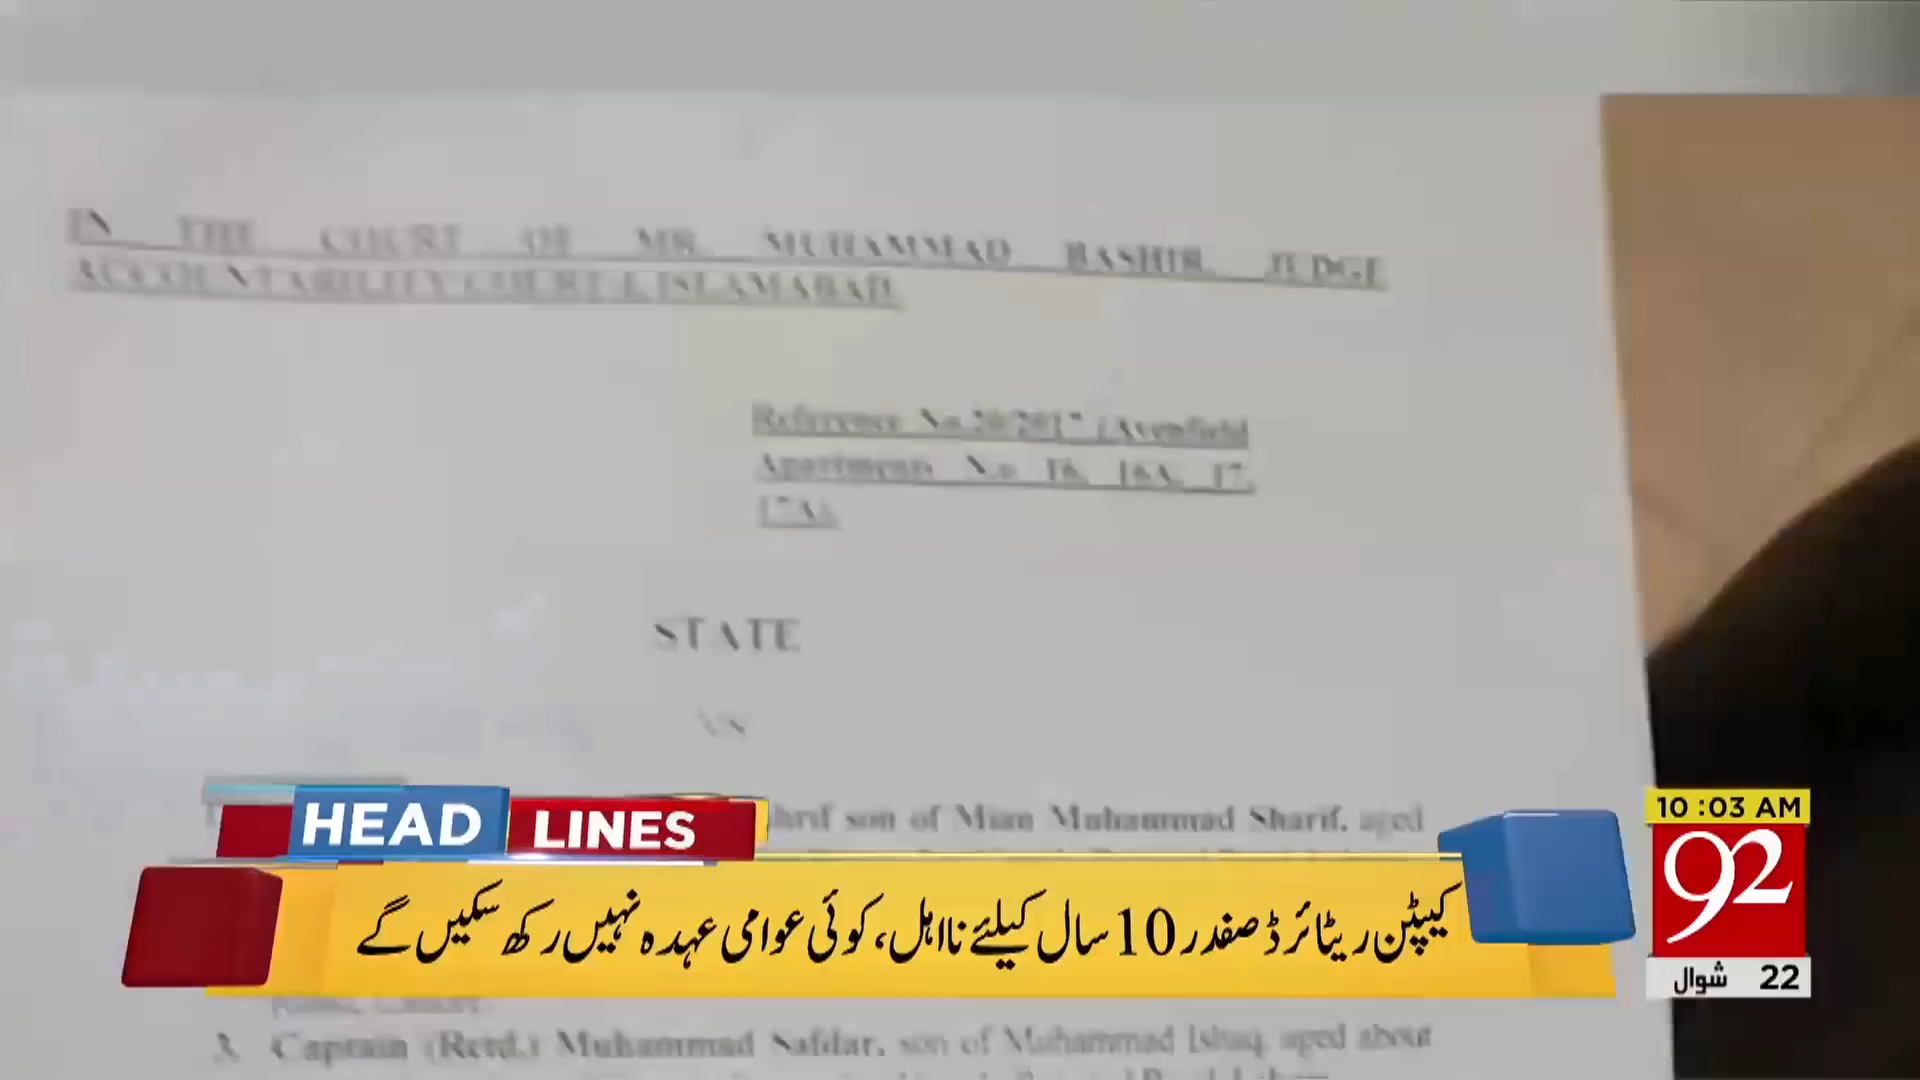 IN THE COURT OF MR. MUHAMMAD BASHIR JUDGE
ACCOUNTABILITY COURT-I, ISLAMABAD.
Reference No.20/2017 (Avenfield
Apartments No 16, 16A, 17,
17A).
STATE
VS
son of Mian Muhammad Sharif, aged
HEAD LINES
10 :03 AM
92
کیپٹن ریٹائرڈ صفدر 10 سال کیلئے نااہل، کوئی عوامی عہدہ نہیں رکھ سکیں گے
22 شوال
3. Captain (Retd.) Muhammad Safdar, son of Muhammad Ishaq, aged about